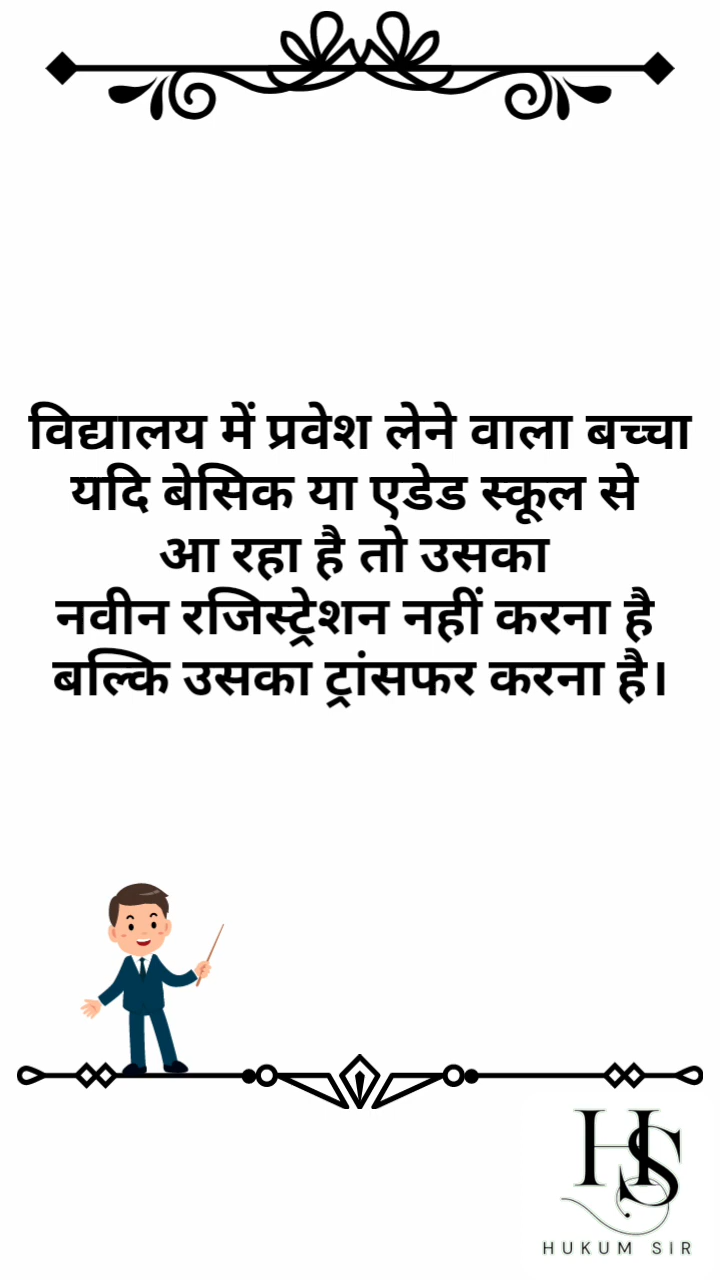 विद्यालय में प्रवेश लेने वाला बच्चा
यदि बेसिक या एडेड स्कूल से
आ रहा है तो उसका
नवीन रजिस्ट्रेशन नहीं करना है
बल्कि उसका ट्रांसफर करना है।
HS
HUKUM SIR